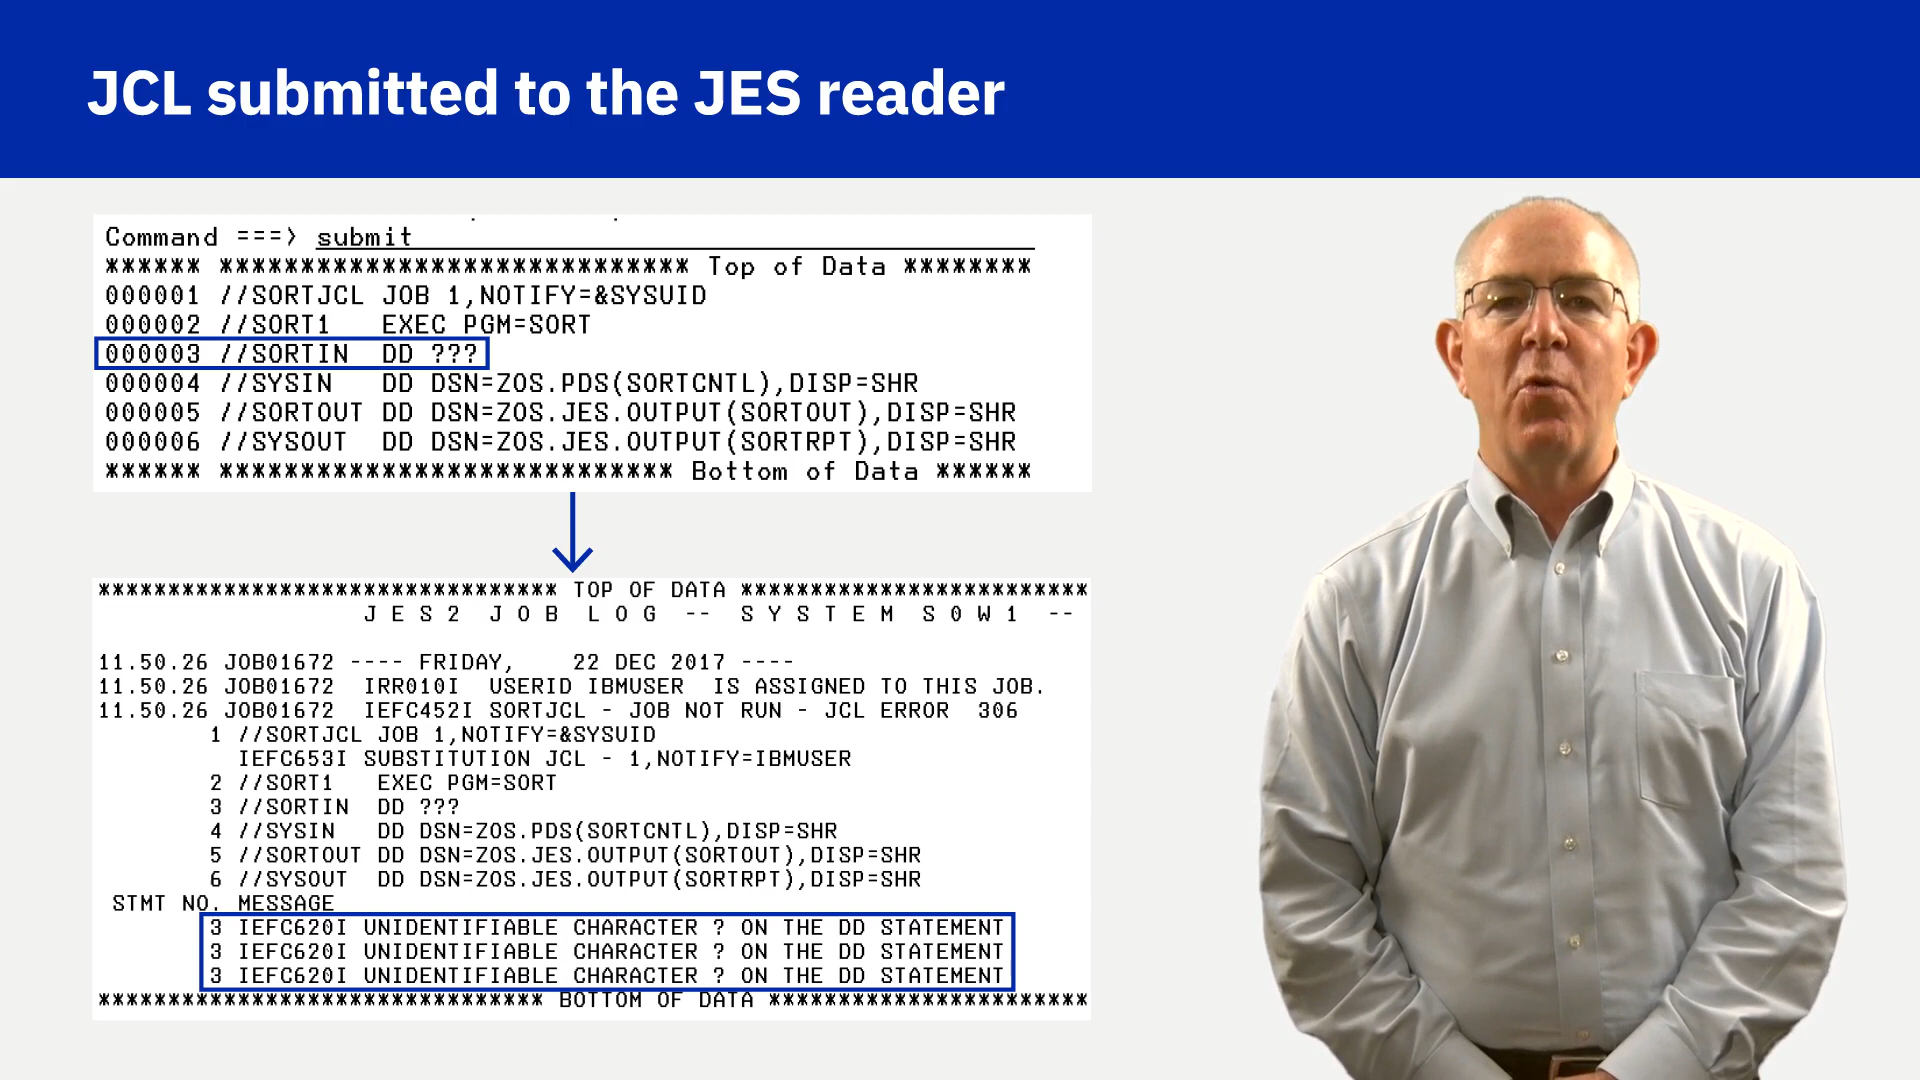 JCL submitted to the JES reader
Command ===> submit
****** ***************************** Top of Data ********
000001 //SORTJCL JOB 1,NOTIFY=&SYSUID
000002 //SORT1   EXEC PGM=SORT
000003 //SORTIN  DD ???
000004 //SYSIN   DD DSN=ZOS.PDS(SORTCNTL),DISP=SHR
000005 //SORTOUT DD DSN=ZOS.JES.OUTPUT(SORTOUT),DISP=SHR
000006 //SYSOUT  DD DSN=ZOS.JES.OUTPUT(SORTRPT),DISP=SHR
****** **************************** Bottom of Data ******
********************************* TOP OF DATA *************************
J E S 2  J O B  L O G  --  S Y S T E M  S 0 W 1  --
11.50.26 JOB01672 ---- FRIDAY,    22 DEC 2017 ----
11.50.26 JOB01672  IRR010I  USERID IBMUSER  IS ASSIGNED TO THIS JOB.
11.50.26 JOB01672  IEFC452I SORTJCL - JOB NOT RUN - JCL ERROR  306
1 //SORTJCL JOB 1,NOTIFY=&SYSUID
IEFC653I SUBSTITUTION JCL - 1,NOTIFY=IBMUSER
2 //SORT1   EXEC PGM=SORT
3 //SORTIN  DD ???
4 //SYSIN   DD DSN=ZOS.PDS(SORTCNTL),DISP=SHR
5 //SORTOUT DD DSN=ZOS.JES.OUTPUT(SORTOUT),DISP=SHR
6 //SYSOUT  DD DSN=ZOS.JES.OUTPUT(SORTRPT),DISP=SHR
STMT NO. MESSAGE
3 IEFC620I UNIDENTIFIABLE CHARACTER ? ON THE DD STATEMENT
3 IEFC620I UNIDENTIFIABLE CHARACTER ? ON THE DD STATEMENT
3 IEFC620I UNIDENTIFIABLE CHARACTER ? ON THE DD STATEMENT
******************************** BOTTOM OF DATA ***********************